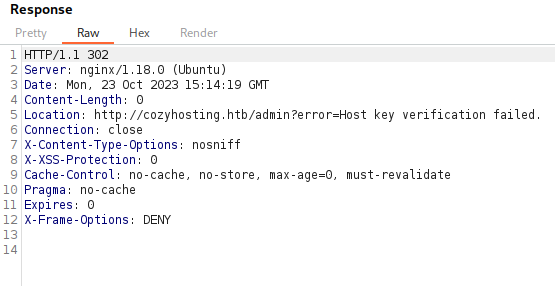 Response
Pretty Raw Hex Render
1 HTTP/1.1 302
2 Server: nginx/1.18.0 (Ubuntu)
3 Date: Mon, 23 Oct 2023 15:14:19 GMT
4 Content-Length: 0
5 Location: http://cozyhosting.htb/admin?error=Host key verification failed.
6 Connection: close
7 X-Content-Type-Options: nosniff
8 X-XSS-Protection: 0
9 Cache-Control: no-cache, no-store, max-age=0, must-revalidate
10 Pragma: no-cache
11 Expires: 0
12 X-Frame-Options: DENY
13
14